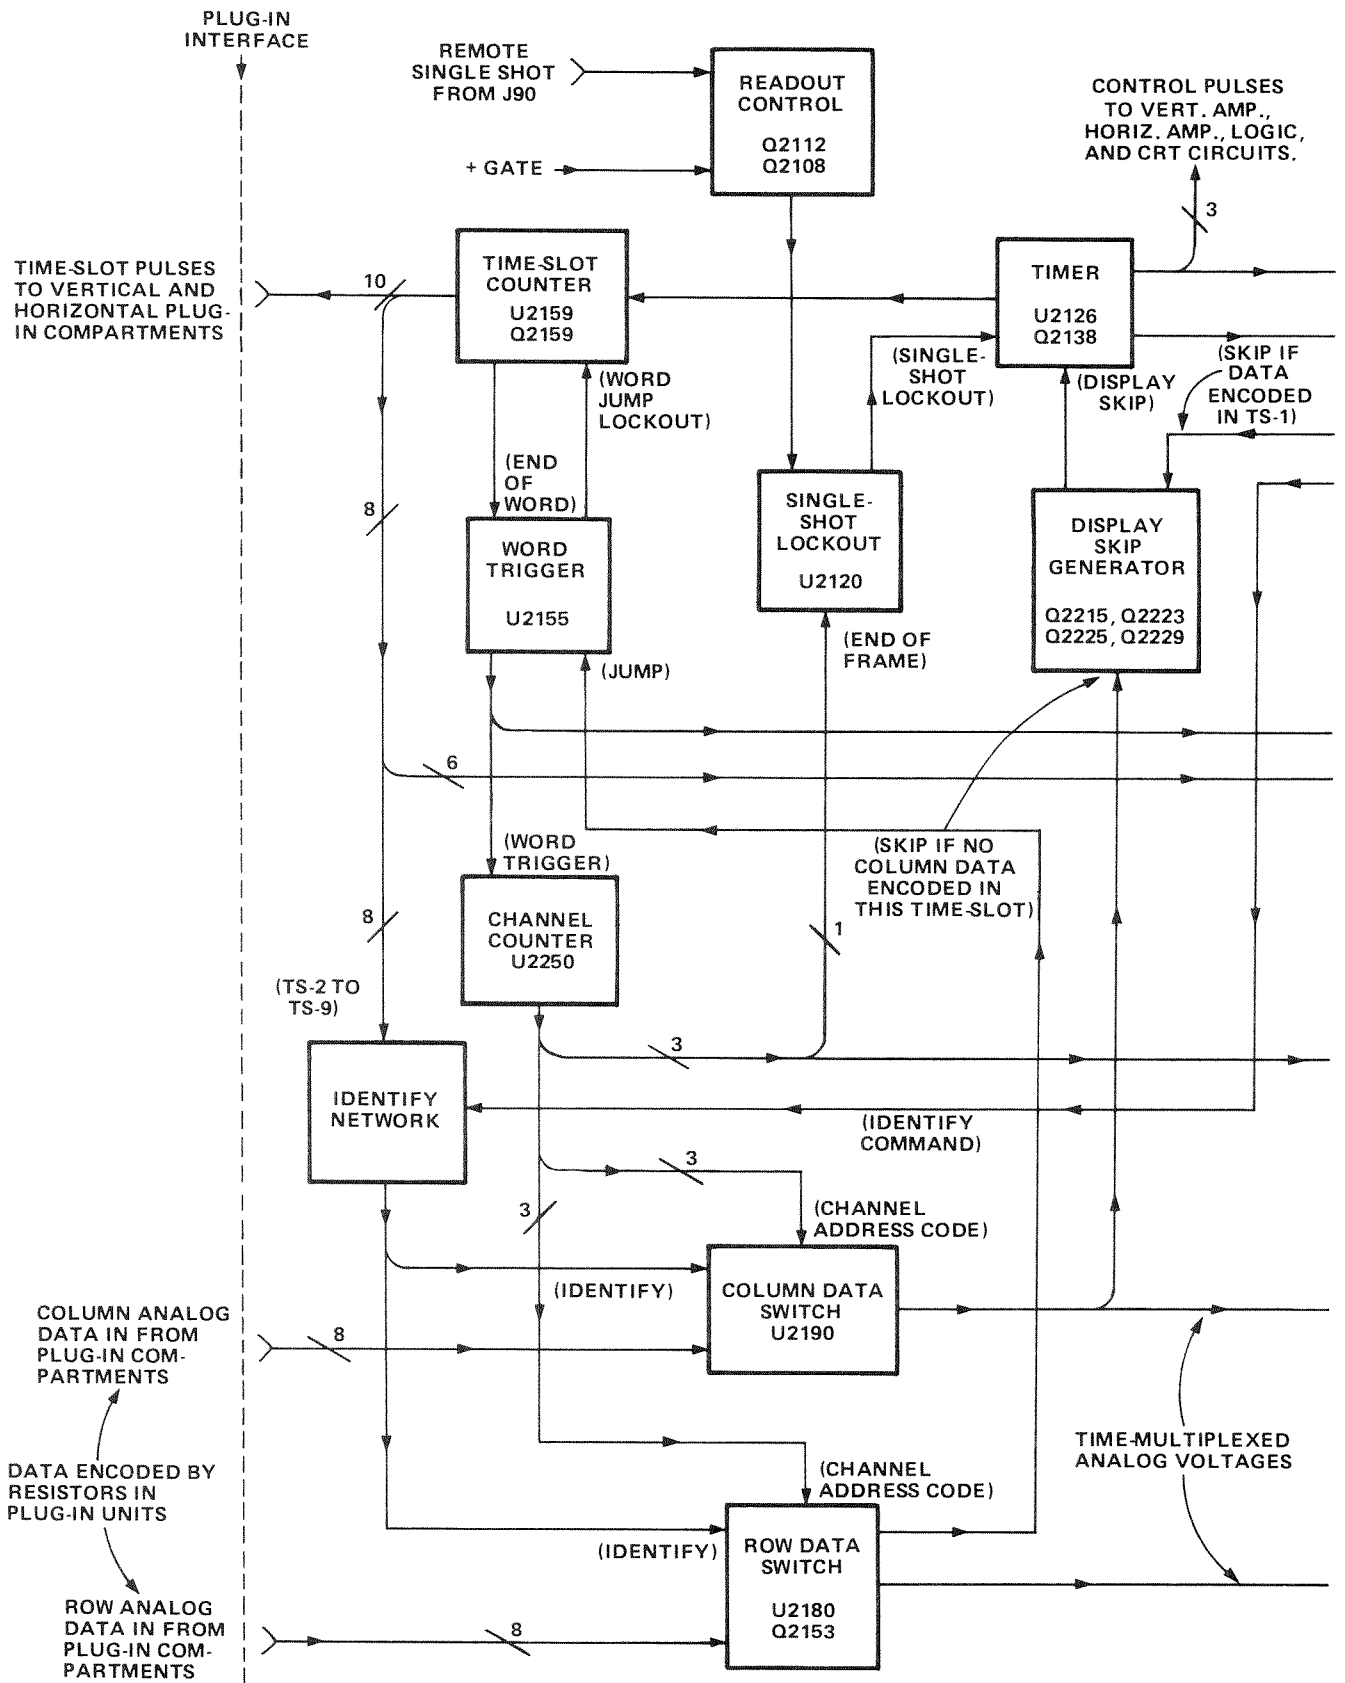 PLUG-IN
INTERFACE
REMOTE
SINGLE SHOT
FROM J90
+ GATE
READOUT
CONTROL
Q2112
Q2108
CONTROL PULSES
TO VERT. AMP.,
HORIZ. AMP., LOGIC,
AND CRT CIRCUITS.
3
TIME-SLOT PULSES
TO VERTICAL AND
HORIZONTAL PLUG-
IN COMPARTMENTS
10
TIME-SLOT
COUNTER
U2159
Q2159
TIMER
U2126
Q2138
(WORD
JUMP
LOCKOUT)
(SINGLE-
SHOT
LOCKOUT)
(DISPLAY
SKIP)
(SKIP IF
DATA
ENCODED
IN TS-1)
(END
OF
WORD)
8
WORD
TRIGGER
U2155
SINGLE-
SHOT
LOCKOUT
U2120
DISPLAY
SKIP
GENERATOR
Q2215, Q2223
Q2225, Q2229
(JUMP)
(END OF
FRAME)
6
(WORD
TRIGGER)
(SKIP IF NO
COLUMN DATA
ENCODED IN
THIS TIME-SLOT)
8
CHANNEL
COUNTER
U2250
1
(TS-2 TO
TS-9)
3
IDENTIFY
NETWORK
(IDENTIFY
COMMAND)
3
3
(CHANNEL
ADDRESS CODE)
(IDENTIFY)
COLUMN DATA
SWITCH
U2190
COLUMN ANALOG
DATA IN FROM
PLUG-IN COM-
PARTMENTS
8
DATA ENCODED BY
RESISTORS IN
PLUG-IN UNITS
TIME-MULTIPLEXED
ANALOG VOLTAGES
(CHANNEL
ADDRESS CODE)
(IDENTIFY)
ROW DATA
SWITCH
U2180
Q2153
ROW ANALOG
DATA IN FROM
PLUG-IN COM-
PARTMENTS
8